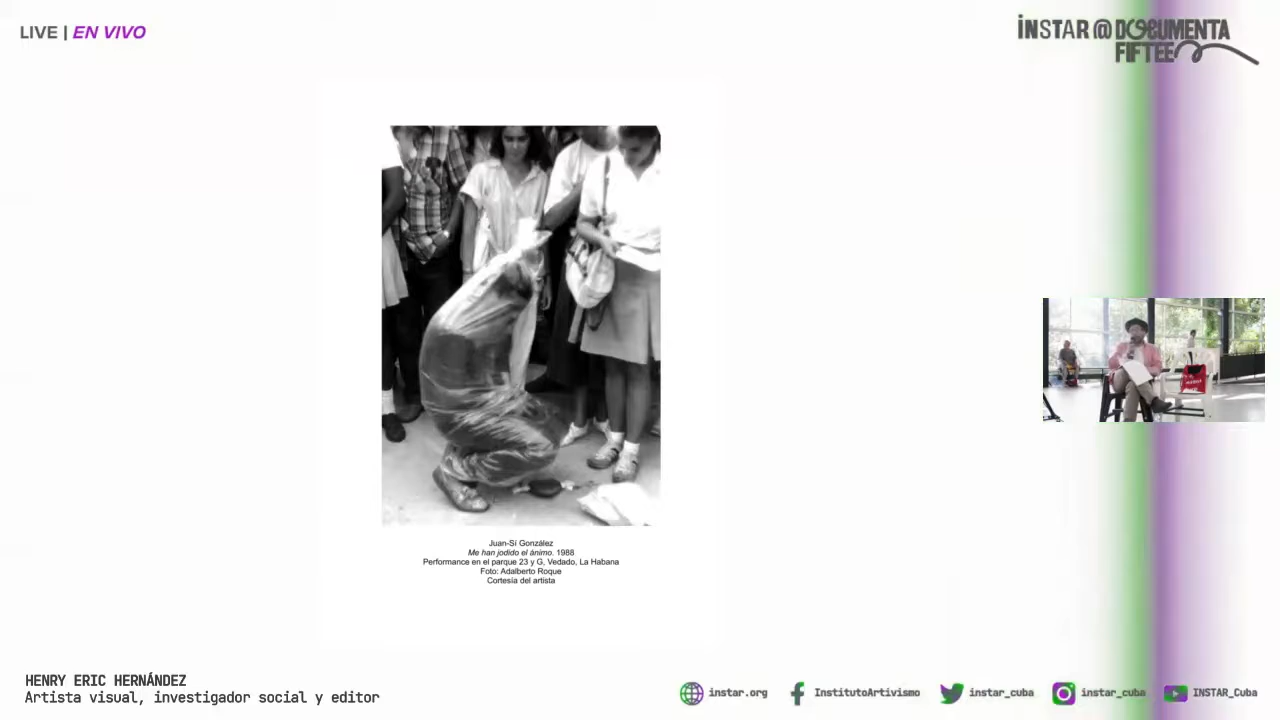 LIVE | EN VIVO
INSTAR @ DOCUMENTA
FIFTEEN
Juan-Sí González
Me han jodido el ánimo. 1988
Performance en el parque 23 y G, Vedado, La Habana
Foto: Adalberto Roque
Cortesía del artista
HENRY ERIC HERNÁNDEZ
Artista visual, investigador social y editor
instar.org
InstitutoArtivismo
instar_cuba
instar_cuba
INSTAR_Cuba